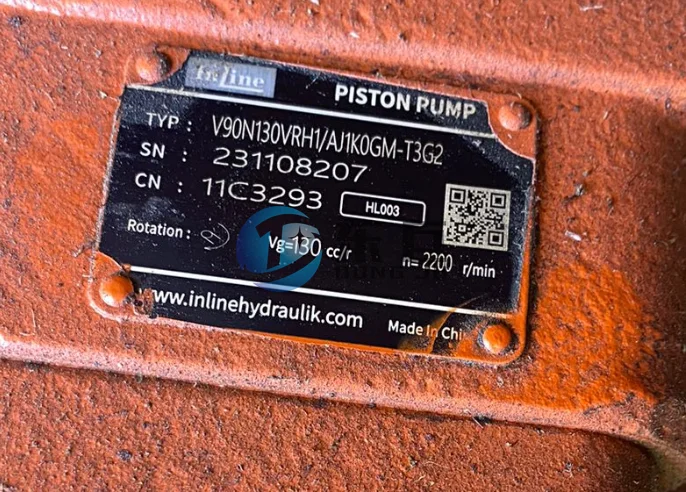 inline
PISTON PUMP
TYP : V90N130VRH1/AJ1K0GM-T3G2
SN : 231108207
CN : 11C3293 HL003
Rotation : Vg=130 cc/r n= 2200 r/min
www.inlinehydraulik.com
Made In Chi